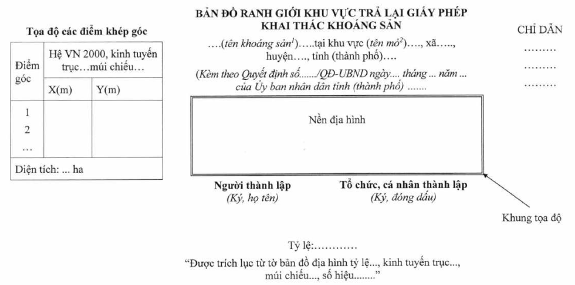 BẢN ĐỒ RANH GIỚI KHU VỰC TRẢ LẠI GIẤY PHÉP
KHAI THÁC KHOÁNG SẢN
....(tên khoáng sản¹)....tại khu vực (tên mỏ²)...., xã.....,
huyện...., tỉnh (thành phố)....
(Kèm theo Quyết định số......./QĐ-UBND ngày.... tháng ... năm ...
của Ủy ban nhân dân tỉnh (thành phố) .......
Tọa độ các điểm khép góc
Điểm góc
Hệ VN 2000, kinh tuyến
trục...múi chiếu...
X(m) Y(m)
1
2
...
Diện tích: ... ha
CHỈ DẪN
.........
.........
.........
Nền địa hình
Người thành lập
(Ký, họ tên)
Tổ chức, cá nhân thành lập
(Ký, đóng dấu)
Khung tọa độ
Tỷ lệ:............
“Được trích lục từ tờ bản đồ địa hình tỷ lệ..., kinh tuyến trục...,
múi chiếu..., số hiệu........”